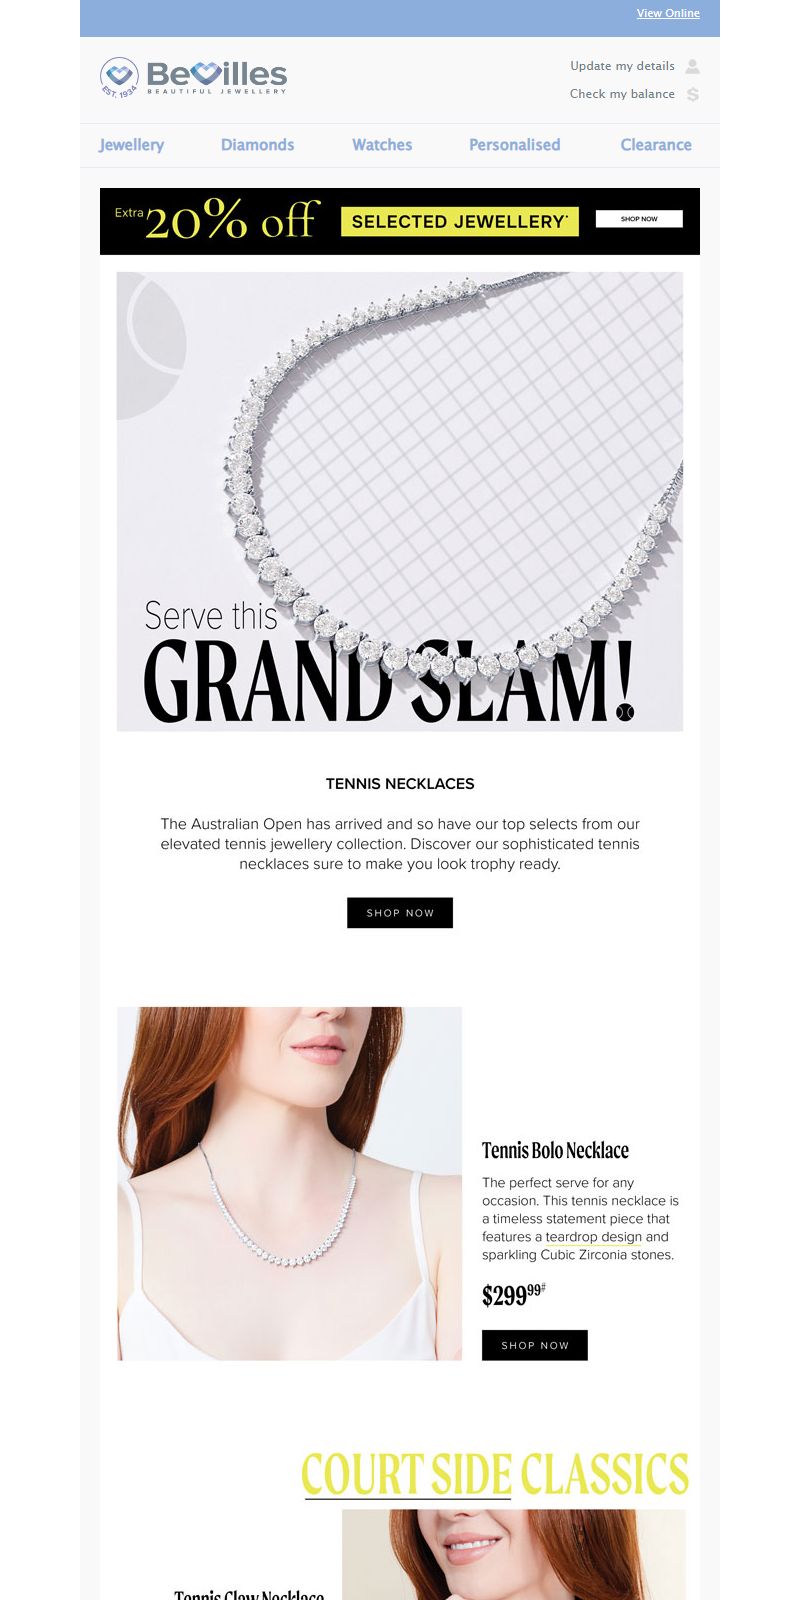 View Online
EST. 1934
Bevilles
BEAUTIFUL JEWELLERY
Update my details
Check my balance
Jewellery Diamonds Watches Personalised Clearance
Extra 20% off SELECTED JEWELLERY* SHOP NOW
Serve this
GRAND SLAM!
TENNIS NECKLACES
The Australian Open has arrived and so have our top selects from our
elevated tennis jewellery collection. Discover our sophisticated tennis
necklaces sure to make you look trophy ready.
SHOP NOW
Tennis Bolo Necklace
The perfect serve for any
occasion. This tennis necklace is
a timeless statement piece that
features a teardrop design and
sparkling Cubic Zirconia stones.
$29999#
SHOP NOW
COURT SIDE CLASSICS
Tennis Claw Necklace